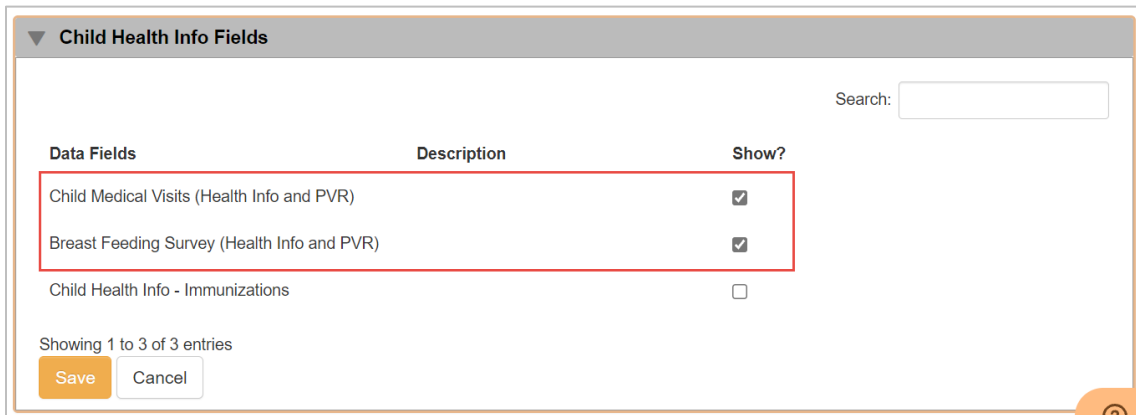 Child Health Info Fields
Search:
Data Fields Description Show?
Child Medical Visits (Health Info and PVR)
Breast Feeding Survey (Health Info and PVR)
Child Health Info - Immunizations
Showing 1 to 3 of 3 entries
Save Cancel